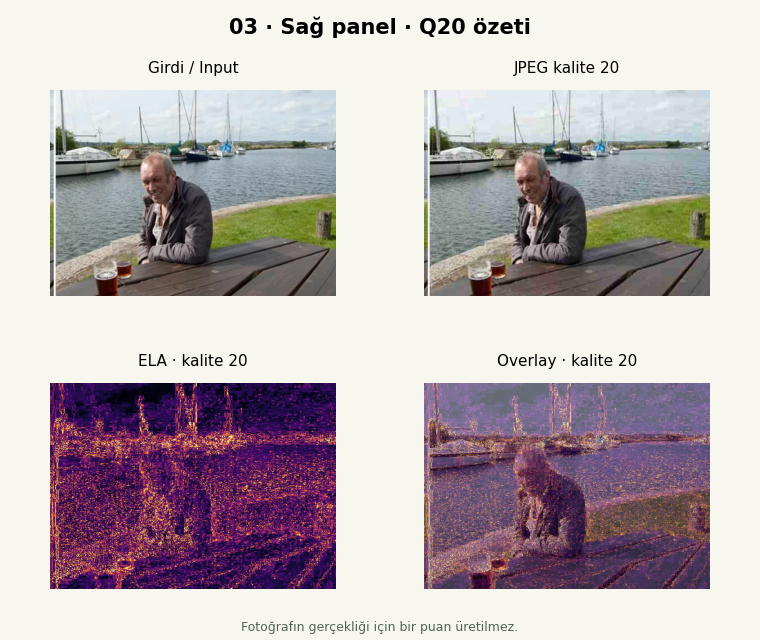 03 · Sağ panel · Q20 özeti
Girdi / Input
JPEG kalite 20
ELA · kalite 20
Overlay · kalite 20
Fotoğrafın gerçekliği için bir puan üretilmez.